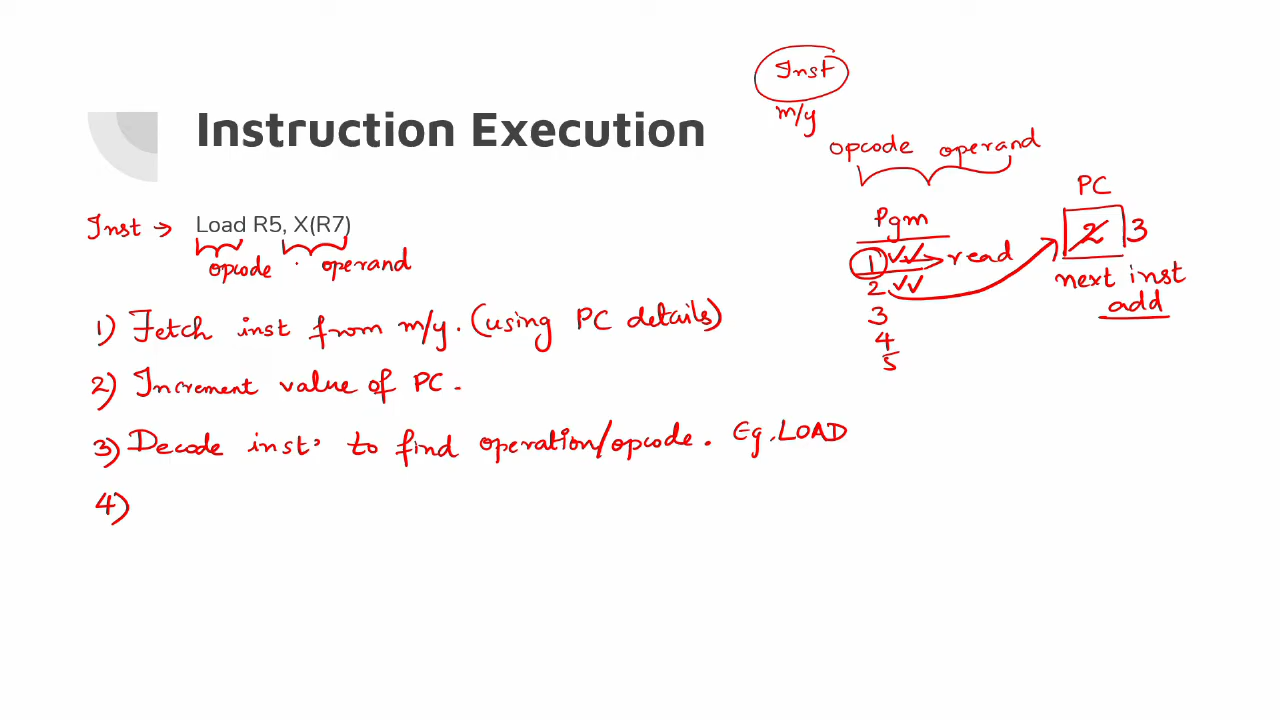 Inst
m/y
Instruction Execution
opcode operand
Inst → Load R5, X(R7)
opcode operand
Pgm
1 ✓✓ → read
2 ✓✓
3
4
5
PC
2 3
next inst
add
1) Fetch inst from m/y. (using PC details)
2) Increment value of PC.
3) Decode inst' to find operation/opcode. Eg. LOAD
4)